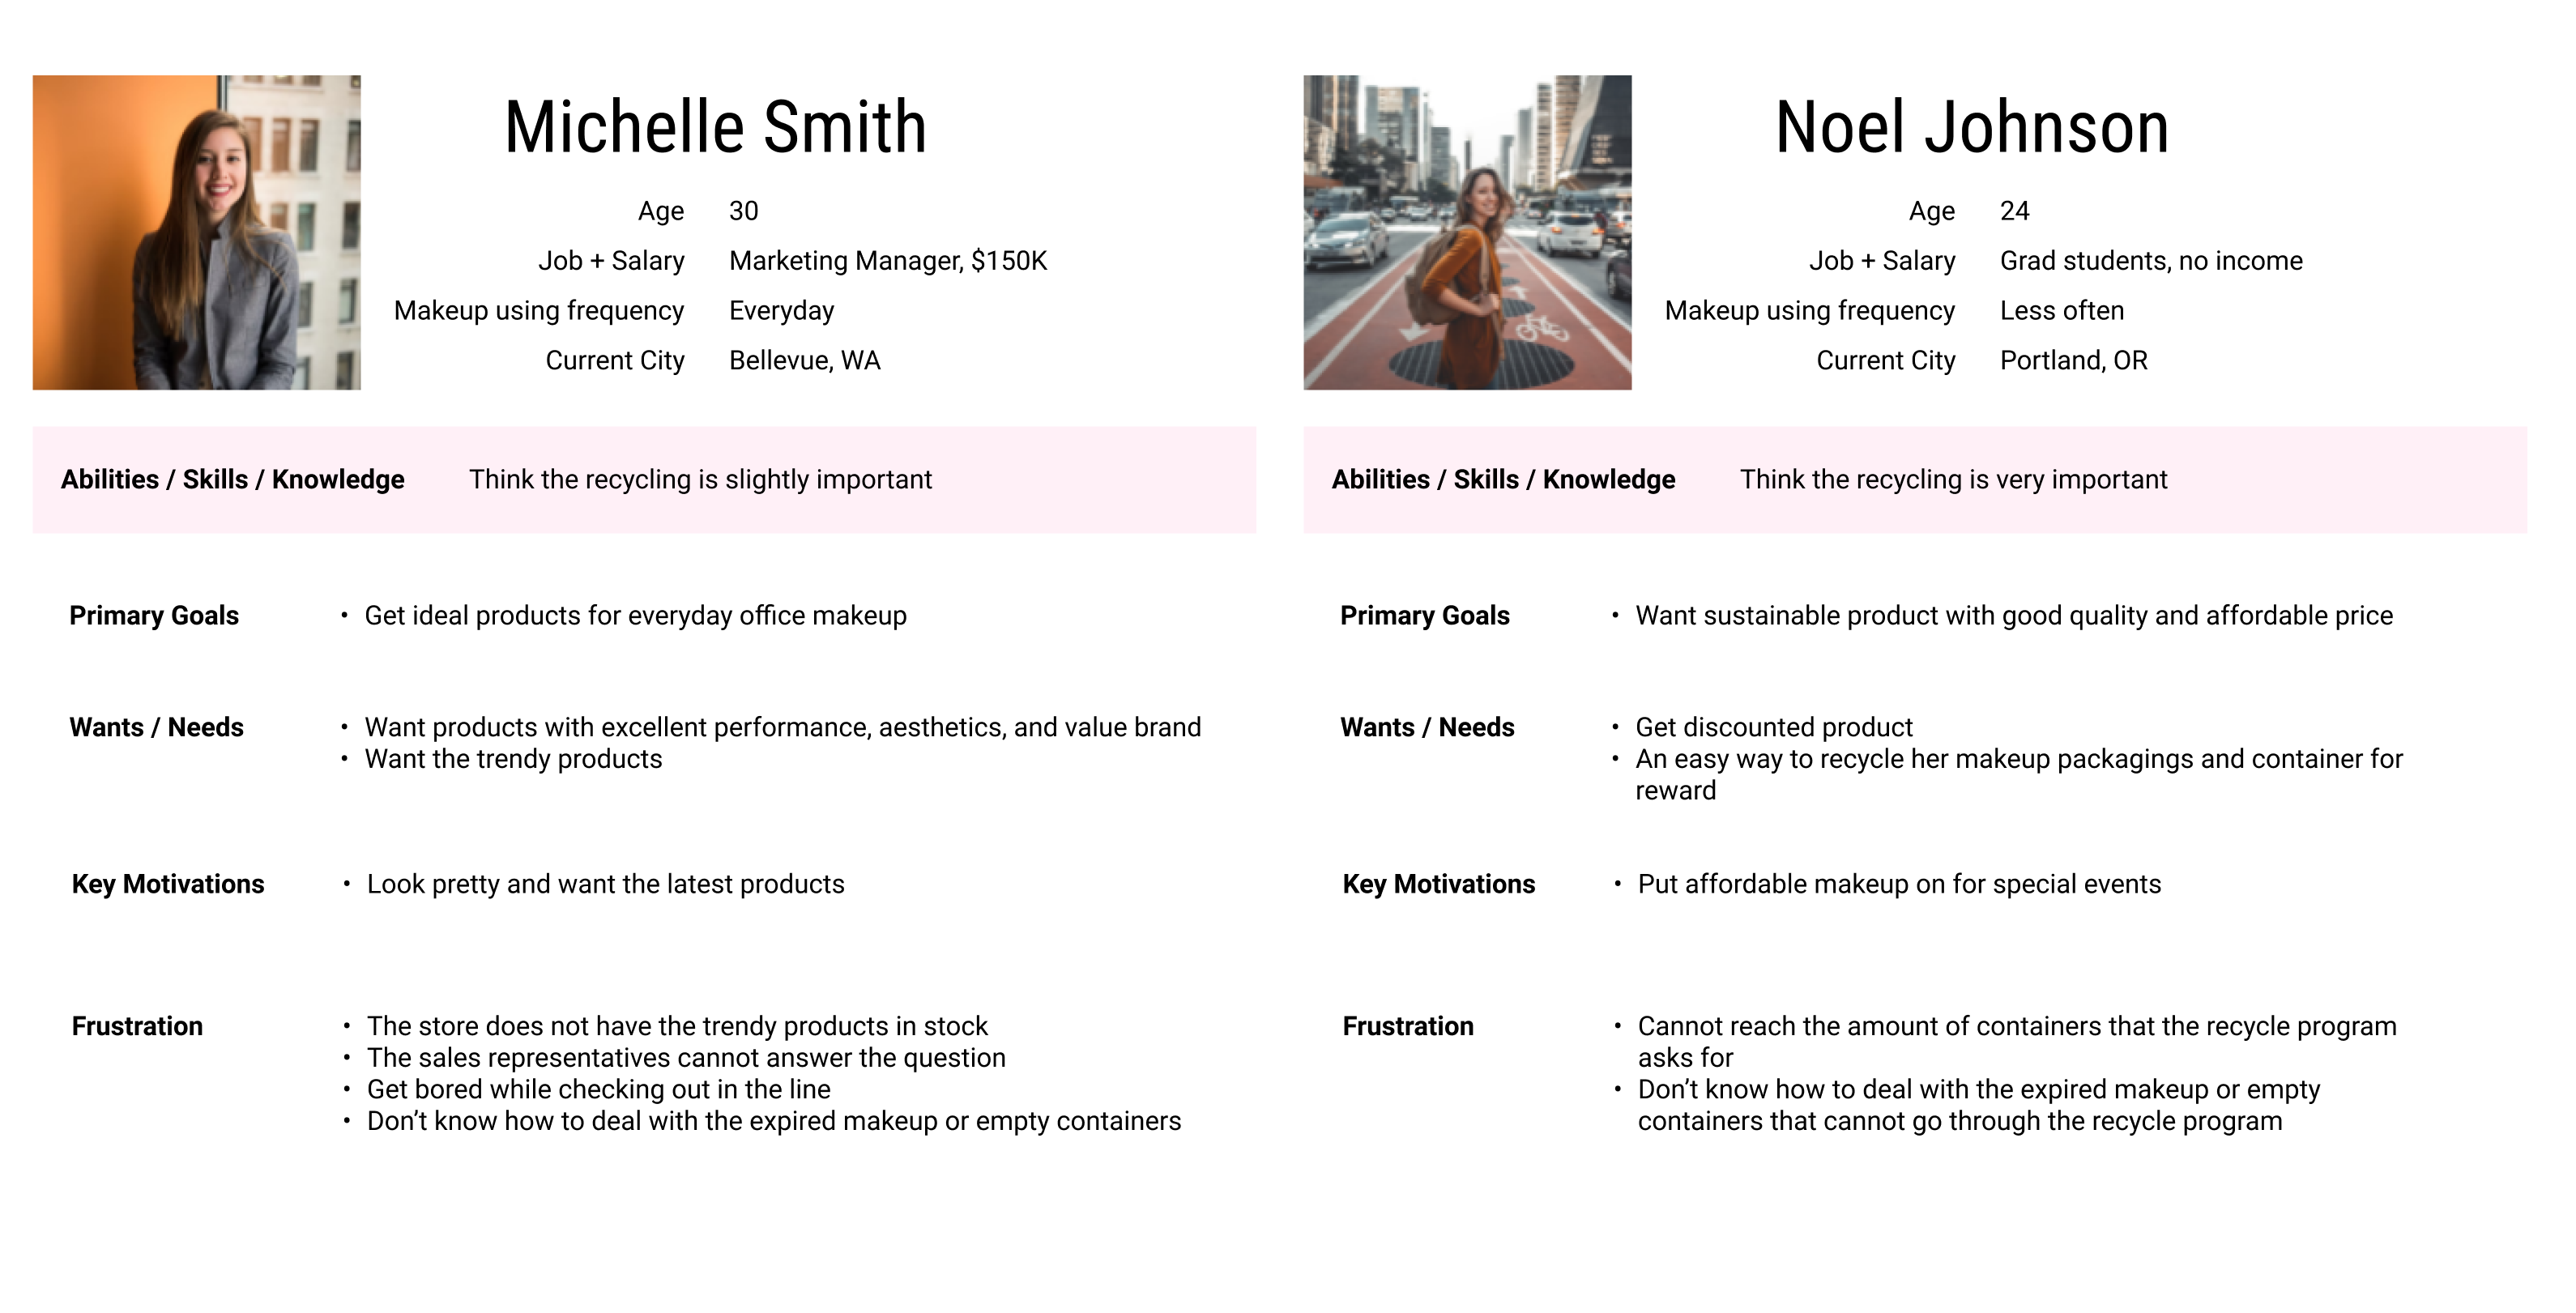 Michelle Smith
Age 30
Job + Salary Marketing Manager, $150K
Makeup using frequency Everyday
Current City Bellevue, WA
Abilities / Skills / Knowledge Think the recycling is slightly important
Primary Goals • Get ideal products for everyday office makeup
Wants / Needs • Want products with excellent performance, aesthetics, and value brand
• Want the trendy products
Key Motivations • Look pretty and want the latest products
Frustration • The store does not have the trendy products in stock
• The sales representatives cannot answer the question
• Get bored while checking out in the line
• Don’t know how to deal with the expired makeup or empty containers
Noel Johnson
Age 24
Job + Salary Grad students, no income
Makeup using frequency Less often
Current City Portland, OR
Abilities / Skills / Knowledge Think the recycling is very important
Primary Goals • Want sustainable product with good quality and affordable price
Wants / Needs • Get discounted product
• An easy way to recycle her makeup packagings and container for
reward
Key Motivations • Put affordable makeup on for special events
Frustration • Cannot reach the amount of containers that the recycle program
asks for
• Don’t know how to deal with the expired makeup or empty
containers that cannot go through the recycle program